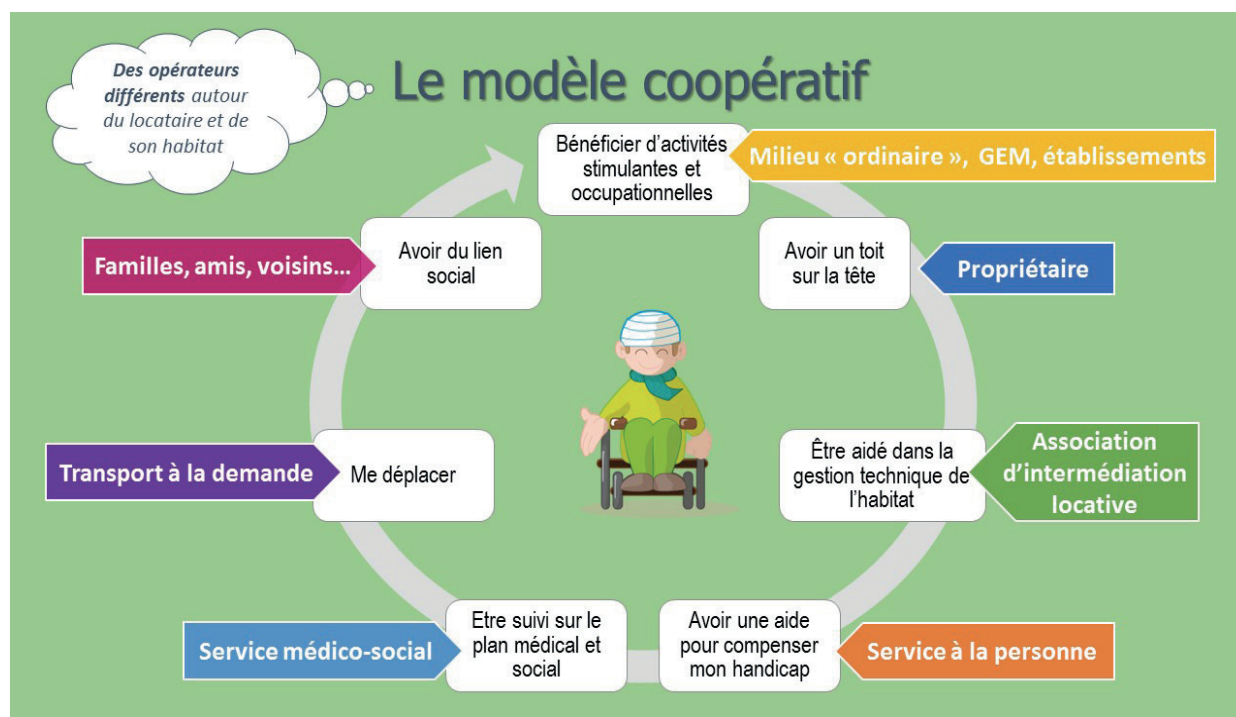 Des opérateurs
différents autour
du locataire et de
son habitat
Le modèle coopératif
Bénéficier d'activités
stimulantes et
occupationnelles
Milieu « ordinaire », GEM, établissements
Avoir un toit
sur la tête
Propriétaire
Être aidé dans la
gestion technique de
l'habitat
Association
d'intermédiation
locative
Avoir une aide
pour compenser
mon handicap
Service à la personne
Etre suivi sur le
plan médical et
social
Service médico-social
Me déplacer
Transport à la demande
Avoir du lien
social
Familles, amis, voisins...